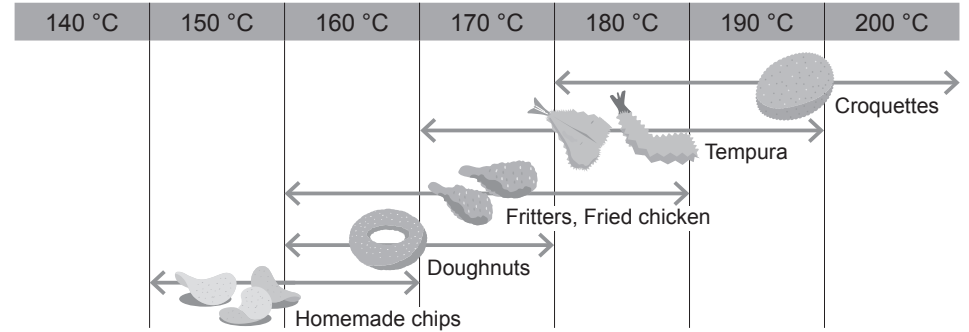 140 °C 150 °C 160 °C 170 °C 180 °C 190 °C 200 °C
Croquettes
Tempura
Fritters, Fried chicken
Doughnuts
Homemade chips